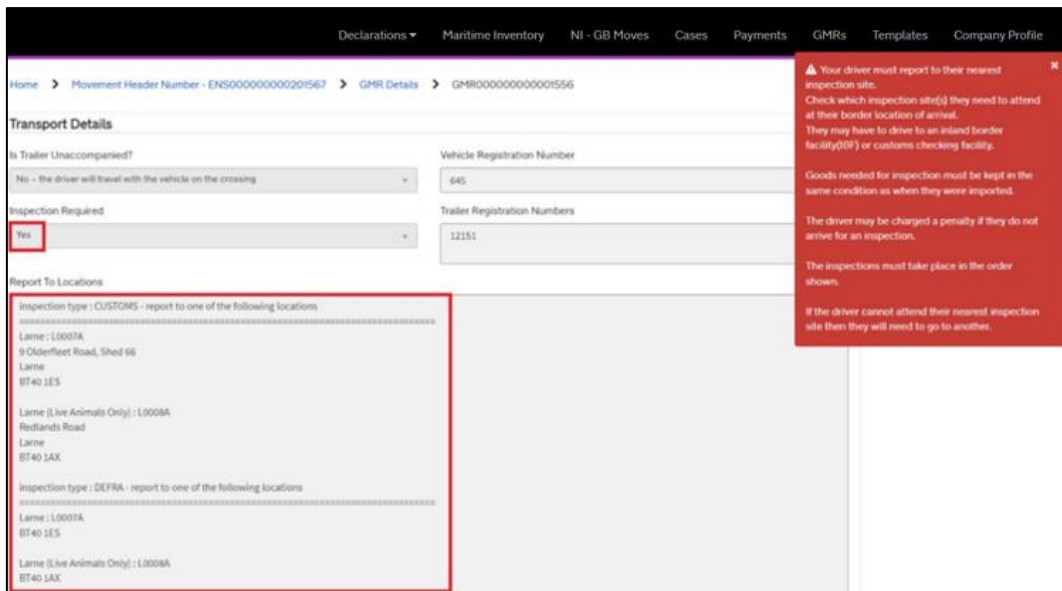 Declarations Maritime Inventory NI - GB Moves Cases Payments GMRs Templates Company Profile
Home > Movement Header Number - ENS000000000201567 > GMR Details > GMR000000000001556
Transport Details
Is Trailer Unaccompanied?
No - the driver will travel with the vehicle on the crossing
Vehicle Registration Number
645
Inspection Required
Yes
Trailer Registration Numbers
12151
Report To Locations
inspection type : CUSTOMS - report to one of the following locations
Larne : L0007A
9 Olderfleet Road, Shed 66
Larne
BT40 1ES
Larne (Live Animals Only) : L0008A
Redlands Road
Larne
BT40 1AX
inspection type : DEFRA - report to one of the following locations
Larne : L0007A
BT40 1ES
Larne (Live Animals Only) : L0008A
BT40 1AX
Your driver must report to their nearest
inspection site.
Check which inspection site(s) they need to attend
at their border location of arrival.
They may have to drive to an inland border
facility(IBF) or customs checking facility.
Goods needed for inspection must be kept in the
same condition as when they were imported.
The driver may be charged a penalty if they do not
arrive for an inspection.
The inspections must take place in the order
shown.
If the driver cannot attend their nearest inspection
site then they will need to go to another.